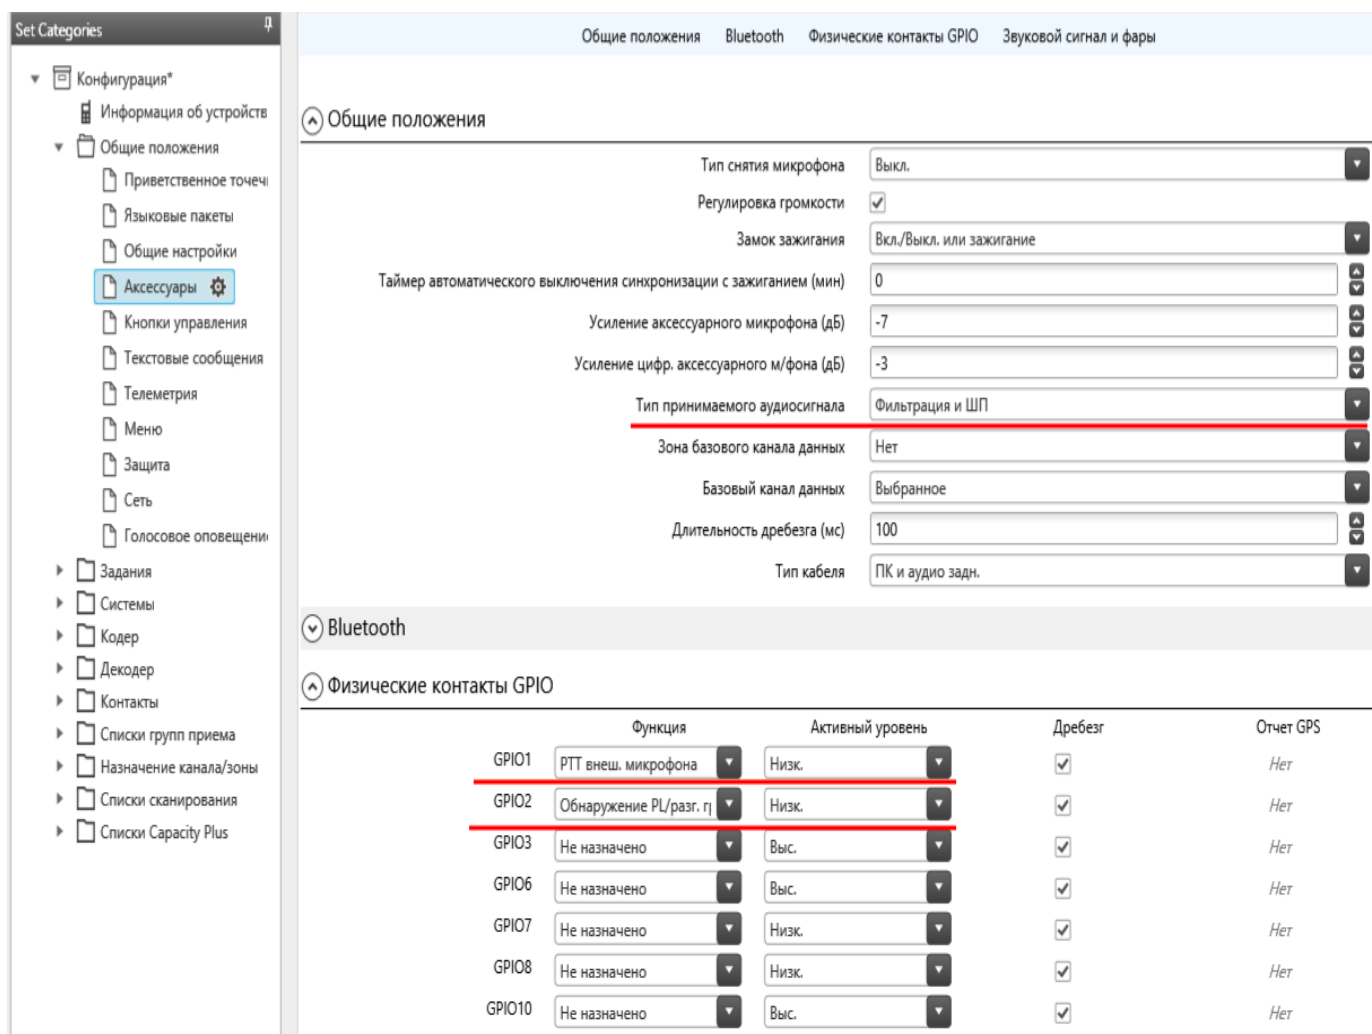 Set Categories
Конфигурация*
Информация об устройств
Общие положения
Приветственное точеч
Языковые пакеты
Общие настройки
Аксессуары
Кнопки управления
Текстовые сообщения
Телеметрия
Меню
Защита
Сеть
Голосовое оповещени
Задания
Системы
Кодер
Декодер
Контакты
Списки групп приема
Назначение канала/зоны
Списки сканирования
Списки Capacity Plus
Общие положения Bluetooth Физические контакты GPIO Звуковой сигнал и фары
Общие положения
Тип снятия микрофона Выкл.
Регулировка громкости
Замок зажигания Вкл./Выкл. или зажигание
Таймер автоматического выключения синхронизации с зажиганием (мин) 0
Усиление аксессуарного микрофона (дБ) -7
Усиление цифр. аксессуарного м/фона (дБ) -3
Тип принимаемого аудиосигнала Фильтрация и ШП
Зона базового канала данных Нет
Базовый канал данных Выбранное
Длительность дребезга (мс) 100
Тип кабеля ПК и аудио задн.
Bluetooth
Физические контакты GPIO
Функция Активный уровень Дребезг Отчет GPS
GPIO1 PTT внеш. микрофона Низк. Нет
GPIO2 Обнаружение PL/разг. гр Низк. Нет
GPIO3 Не назначено Выс. Нет
GPIO6 Не назначено Выс. Нет
GPIO7 Не назначено Низк. Нет
GPIO8 Не назначено Низк. Нет
GPIO10 Не назначено Выс. Нет